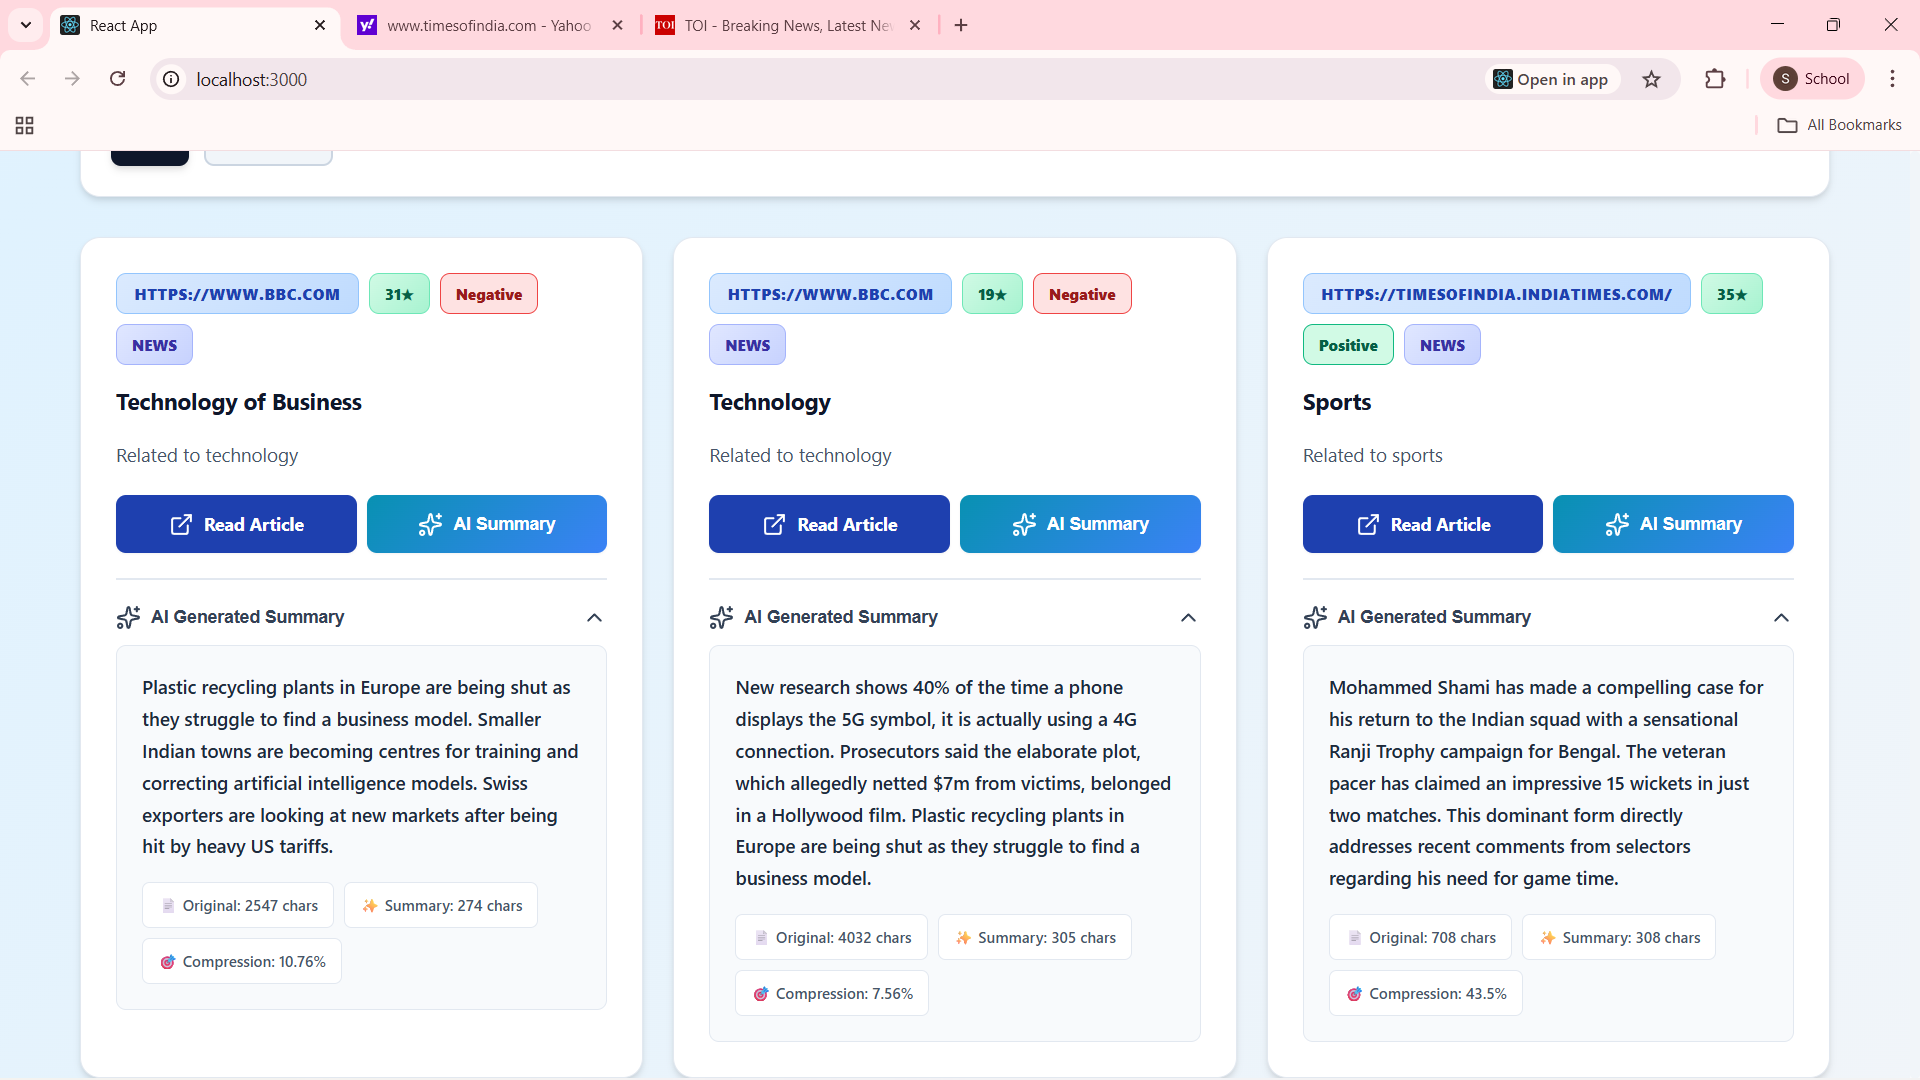 React App
www.timesofindia.com - Yahoo
TOI - Breaking News, Latest Ne
localhost:3000
Open in app
S School
All Bookmarks
HTTPS://WWW.BBC.COM
31★
Negative
NEWS
Technology of Business
Related to technology
Read Article
AI Summary
AI Generated Summary
Plastic recycling plants in Europe are being shut as
they struggle to find a business model. Smaller
Indian towns are becoming centres for training and
correcting artificial intelligence models. Swiss
exporters are looking at new markets after being
hit by heavy US tariffs.
Original: 2547 chars
Summary: 274 chars
Compression: 10.76%
HTTPS://WWW.BBC.COM
19★
Negative
NEWS
Technology
Related to technology
Read Article
AI Summary
AI Generated Summary
New research shows 40% of the time a phone
displays the 5G symbol, it is actually using a 4G
connection. Prosecutors said the elaborate plot,
which allegedly netted $7m from victims, belonged
in a Hollywood film. Plastic recycling plants in
Europe are being shut as they struggle to find a
business model.
Original: 4032 chars
Summary: 305 chars
Compression: 7.56%
HTTPS://TIMESOFINDIA.INDIATIMES.COM/
35★
Positive
NEWS
Sports
Related to sports
Read Article
AI Summary
AI Generated Summary
Mohammed Shami has made a compelling case for
his return to the Indian squad with a sensational
Ranji Trophy campaign for Bengal. The veteran
pacer has claimed an impressive 15 wickets in just
two matches. This dominant form directly
addresses recent comments from selectors
regarding his need for game time.
Original: 708 chars
Summary: 308 chars
Compression: 43.5%